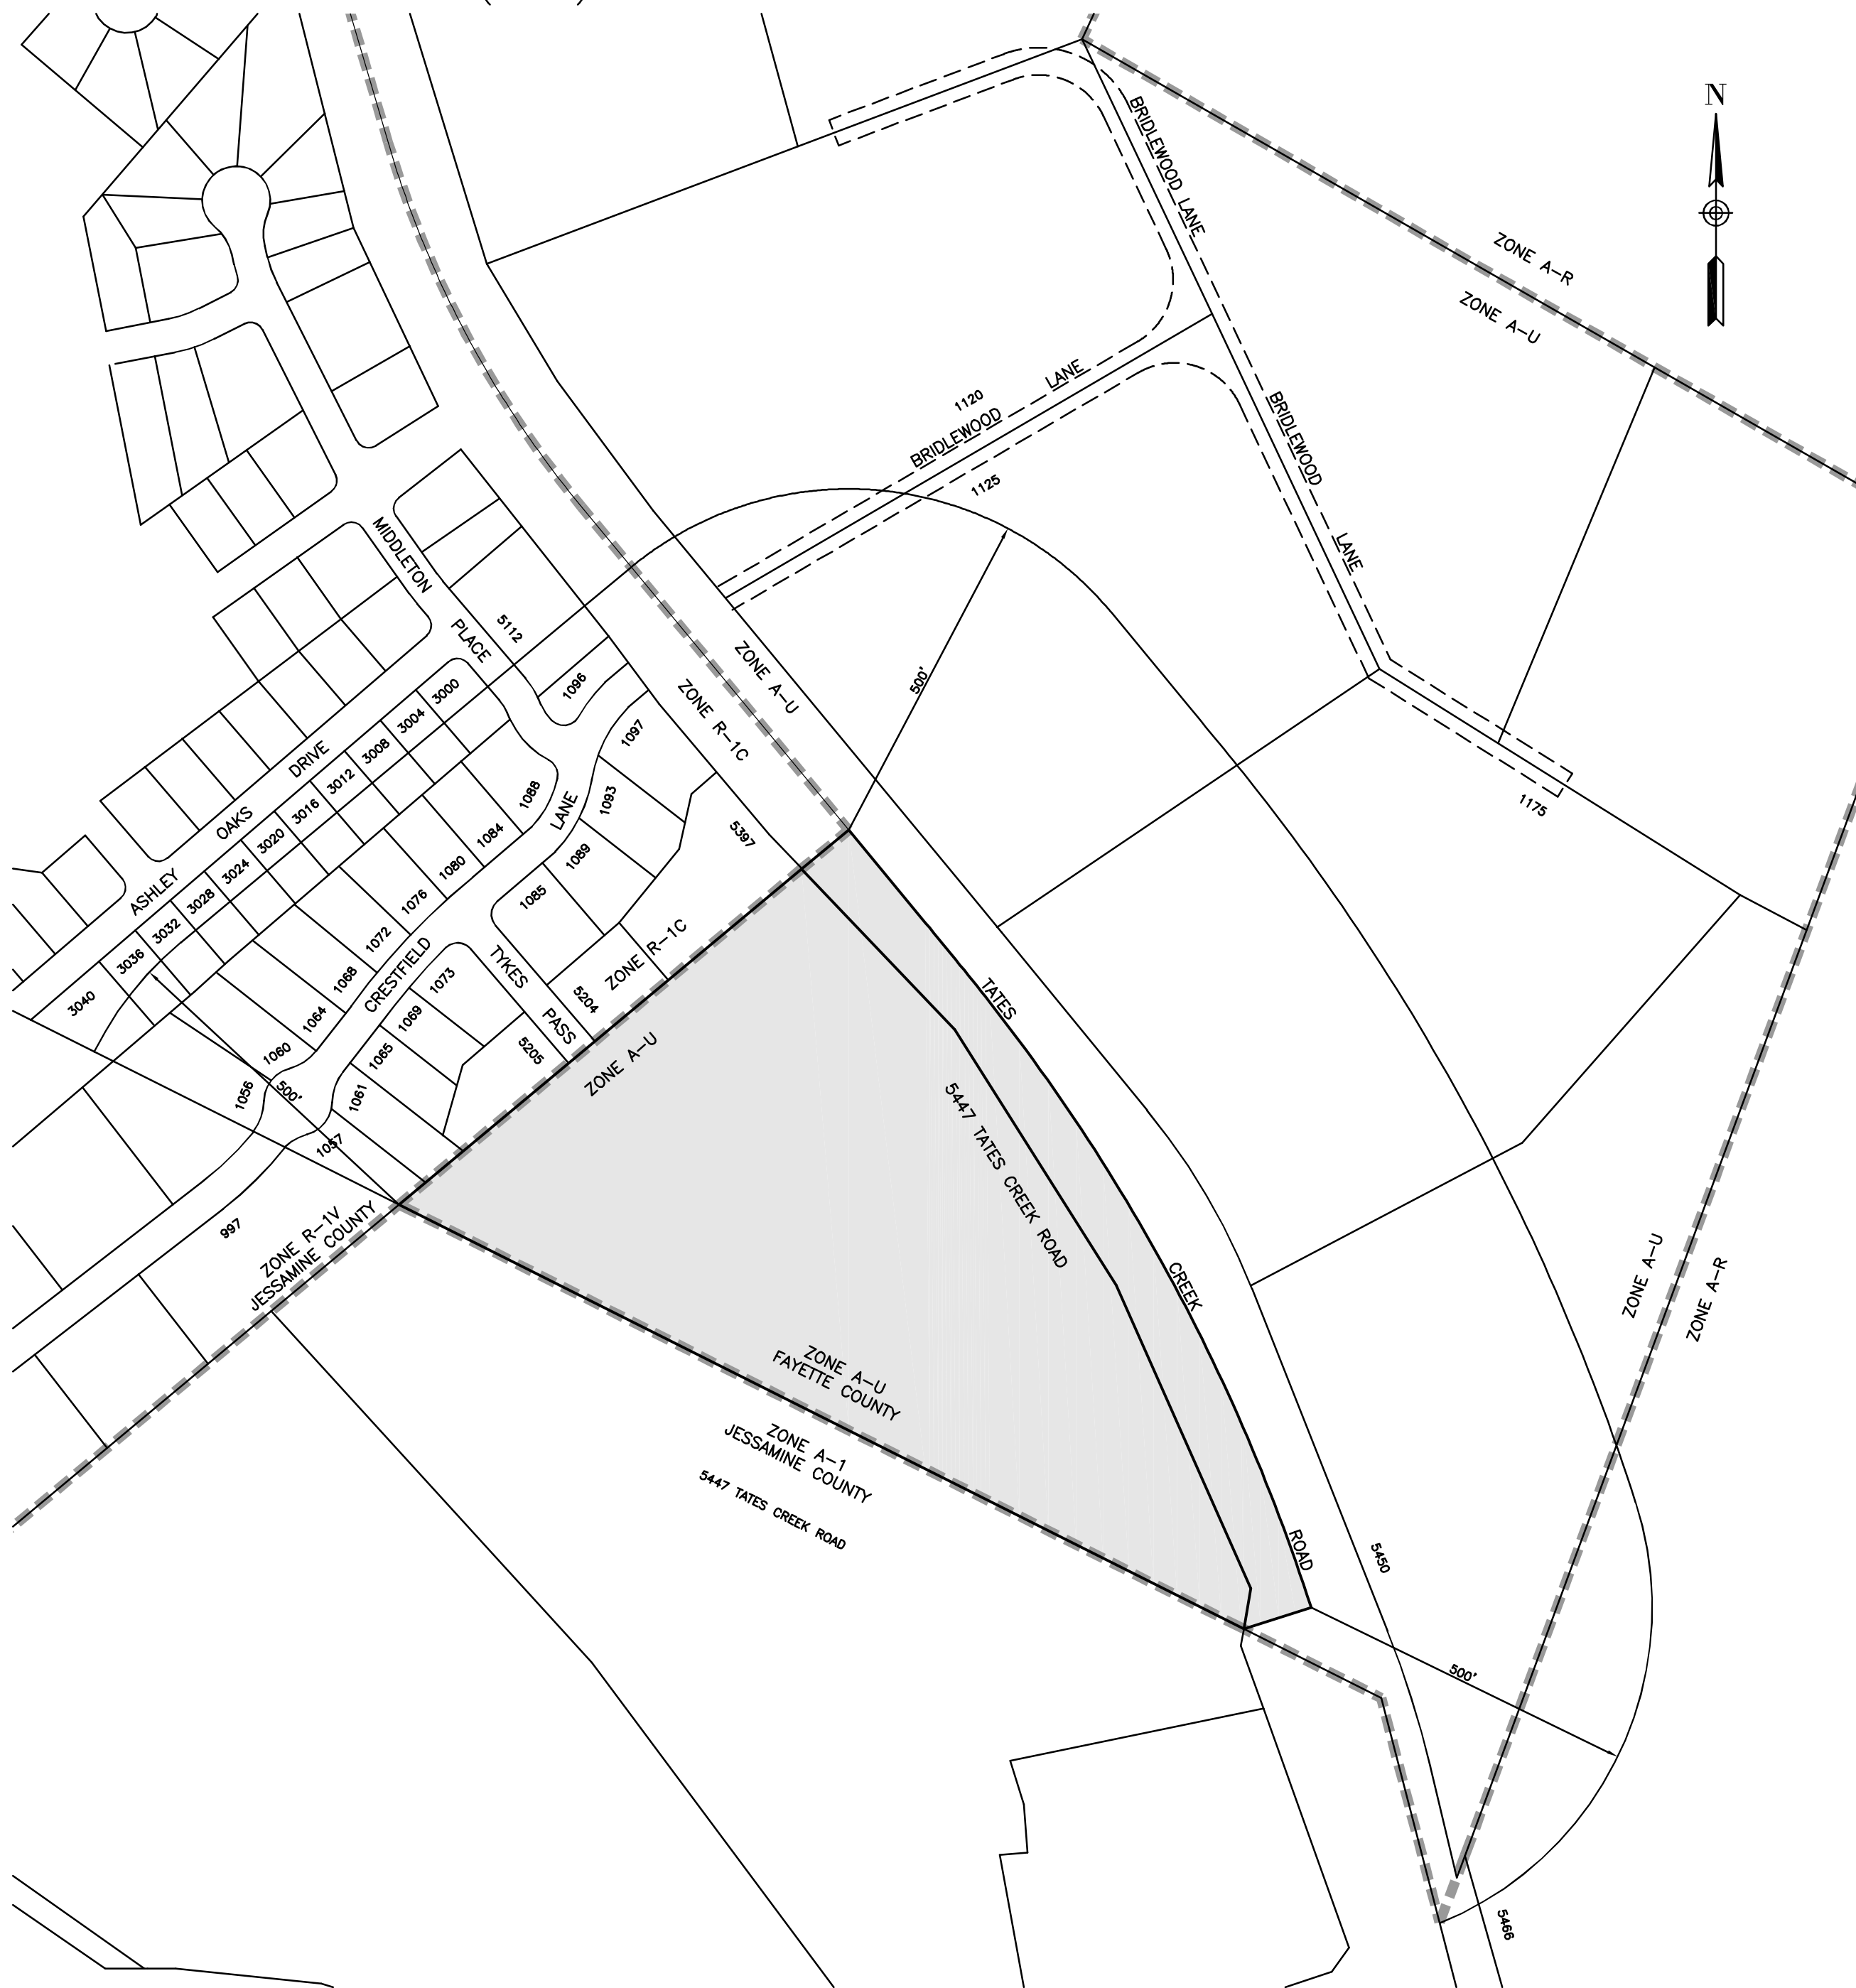 N
BRIDLEWOOD LANE
ZONE A-R
ZONE A-U
1120
BRIDLEWOOD LANE
1125
BRIDLEWOOD LANE
1175
MIDDLETON PLACE
5112
1096
500'
ZONE A-U
ZONE R-1C
3000
3004
3008
3012
3016
3020
3024
3028
3032
3036
3040
ASHLEY OAKS DRIVE
1097
1093
1089
1085
5397
1088
1084
1080
1076
1072
1068
1064
1060
1056
CRESTFIELD LANE
1073
1069
1065
1061
1057
997
TYKES PASS
5204
5205
ZONE R-1C
ZONE A-U
500'
ZONE R-1V
JESSAMINE COUNTY
TATES CREEK ROAD
5447 TATES CREEK ROAD
ZONE A-U
FAYETTE COUNTY
ZONE A-1
JESSAMINE COUNTY
5447 TATES CREEK ROAD
ZONE A-U
ZONE A-R
5450
500'
5466